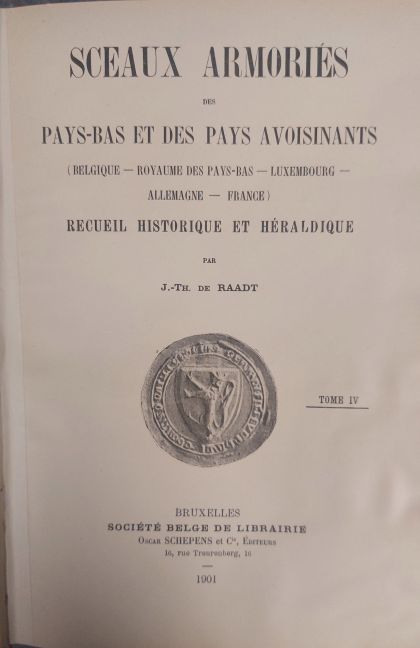 SCEAUX ARMORIÉS
DES
PAYS-BAS ET DES PAYS AVOISINANTS
(BELGIQUE — ROYAUME DES PAYS-BAS — LUXEMBOURG —
ALLEMAGNE — FRANCE)
RECUEIL HISTORIQUE ET HÉRALDIQUE
PAR
J.-TH. DE RAADT
TOME IV
BRUXELLES
SOCIÉTÉ BELGE DE LIBRAIRIE
OSCAR SCHEPENS et Cie, ÉDITEURS
16, rue Treurenberg, 16
1901